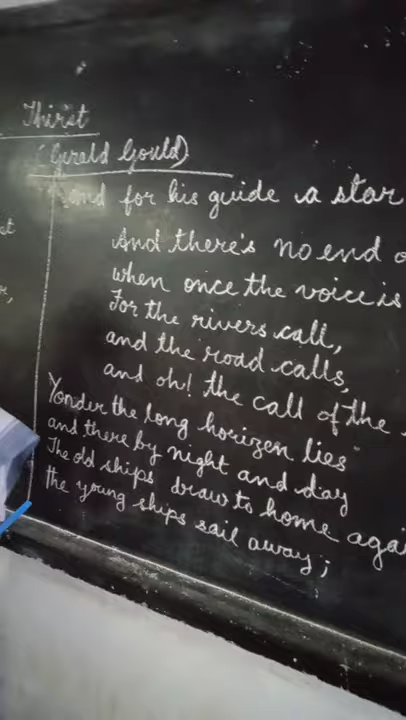 Thirst
(Gerald Gould)
and for his guide a star
And there's no end o
when once the voice is
For the rivers call,
and the road calls,
and oh! the call of the
Yonder the long horizen lies
and there by night and day
The old ships draw to home agai
the young ships sail away;